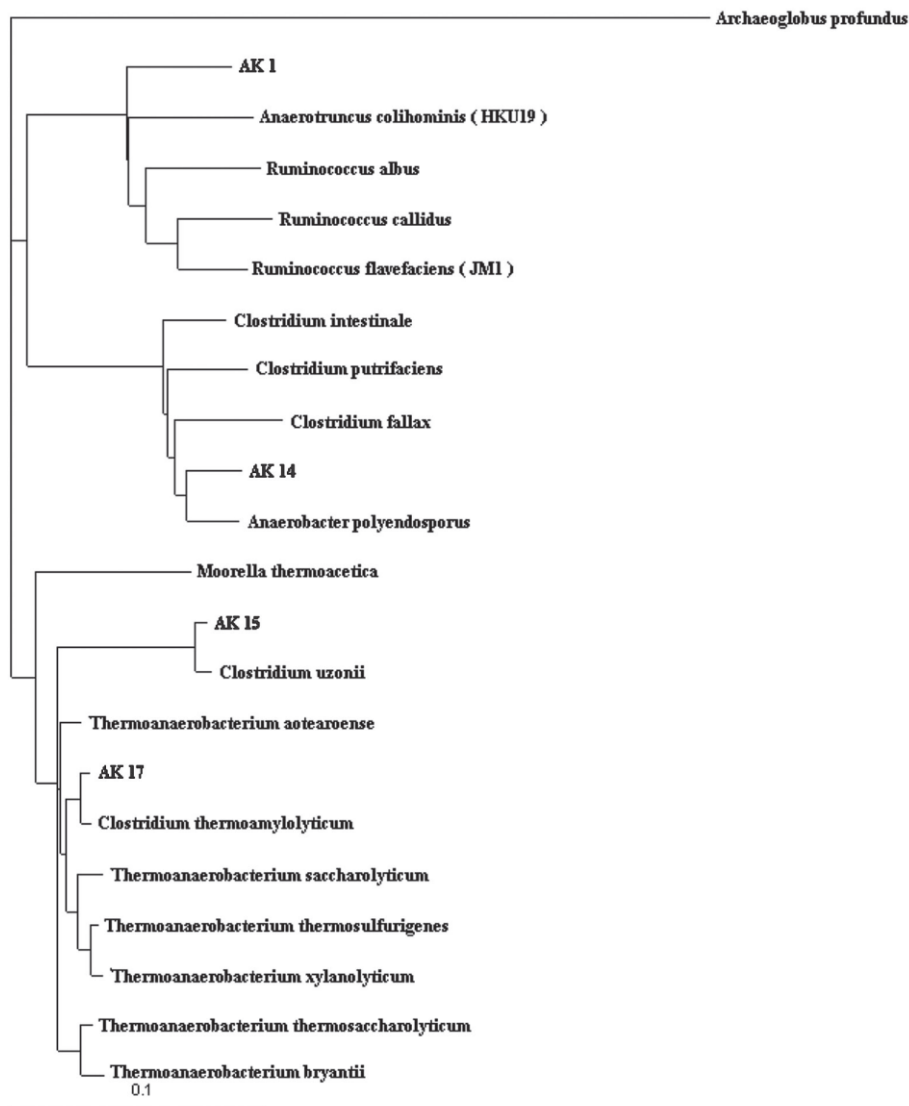 Archaeoglobus profundus
AK 1
Anaerotruncus colihominis ( HKU19 )
Ruminococcus albus
Ruminococcus callidus
Ruminococcus flavefaciens ( JM1 )
Clostridium intestinale
Clostridium putrifaciens
Clostridium fallax
AK 14
Anaerobacter polyendosporus
Moorella thermoacetica
AK 15
Clostridium uzonii
Thermoanaerobacterium aotearoense
AK 17
Clostridium thermoamylolyticum
Thermoanaerobacterium saccharolyticum
Thermoanaerobacterium thermosulfurigenes
Thermoanaerobacterium xylanolyticum
Thermoanaerobacterium thermosaccharolyticum
Thermoanaerobacterium bryantii
0.1